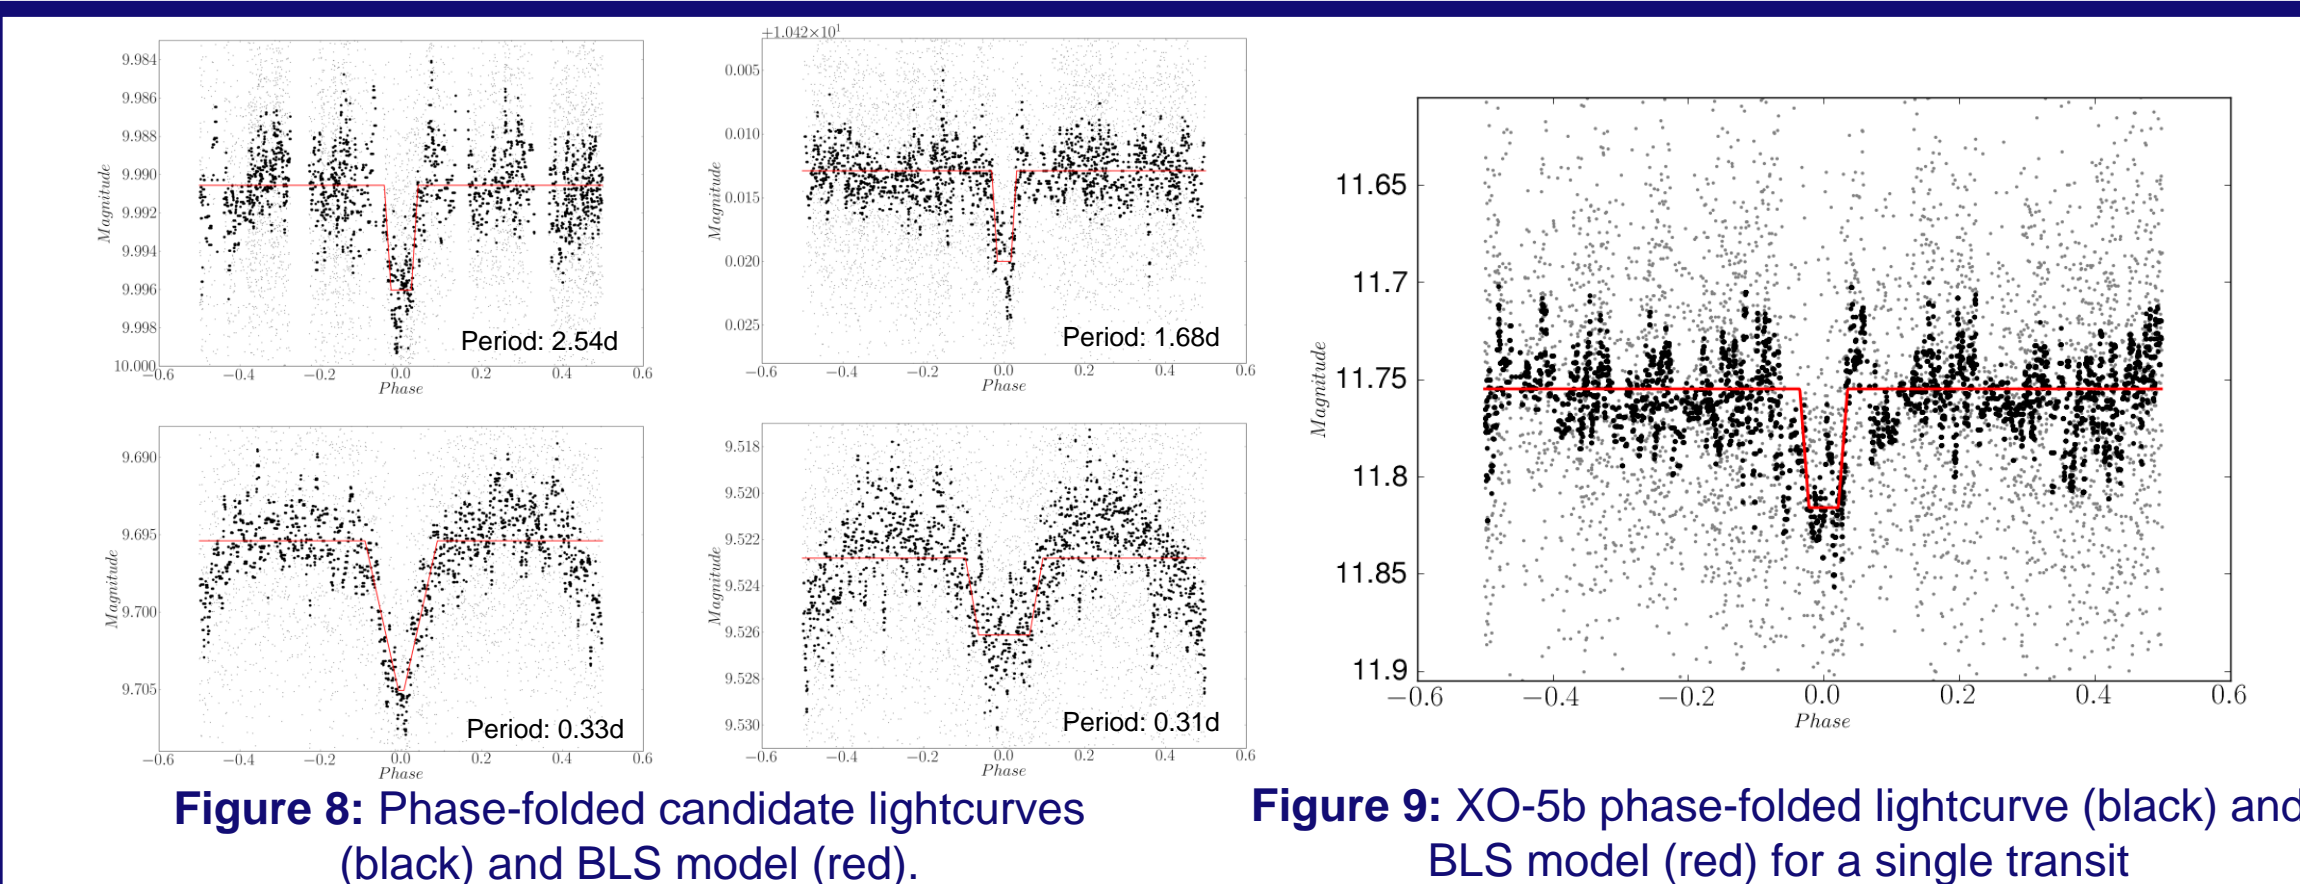 9.984
9.986
9.988
9.990
9.992
9.994
9.996
9.998
10.000
Magnitude
Period: 2.54d
−0.6 −0.4 −0.2 0.0 0.2 0.4 0.6
Phase
+1.042×10¹
0.005
0.010
0.015
0.020
0.025
Magnitude
Period: 1.68d
−0.6 −0.4 −0.2 0.0 0.2 0.4 0.6
Phase
9.690
9.695
9.700
9.705
Magnitude
Period: 0.33d
−0.6 −0.4 −0.2 0.0 0.2 0.4 0.6
Phase
9.518
9.520
9.522
9.524
9.526
9.528
9.530
Magnitude
Period: 0.31d
−0.6 −0.4 −0.2 0.0 0.2 0.4 0.6
Phase
Figure 8: Phase-folded candidate lightcurves
(black) and BLS model (red).
11.65
11.7
11.75
11.8
11.85
11.9
Magnitude
−0.6 −0.4 −0.2 0.0 0.2 0.4 0.6
Phase
Figure 9: XO-5b phase-folded lightcurve (black) and
BLS model (red) for a single transit